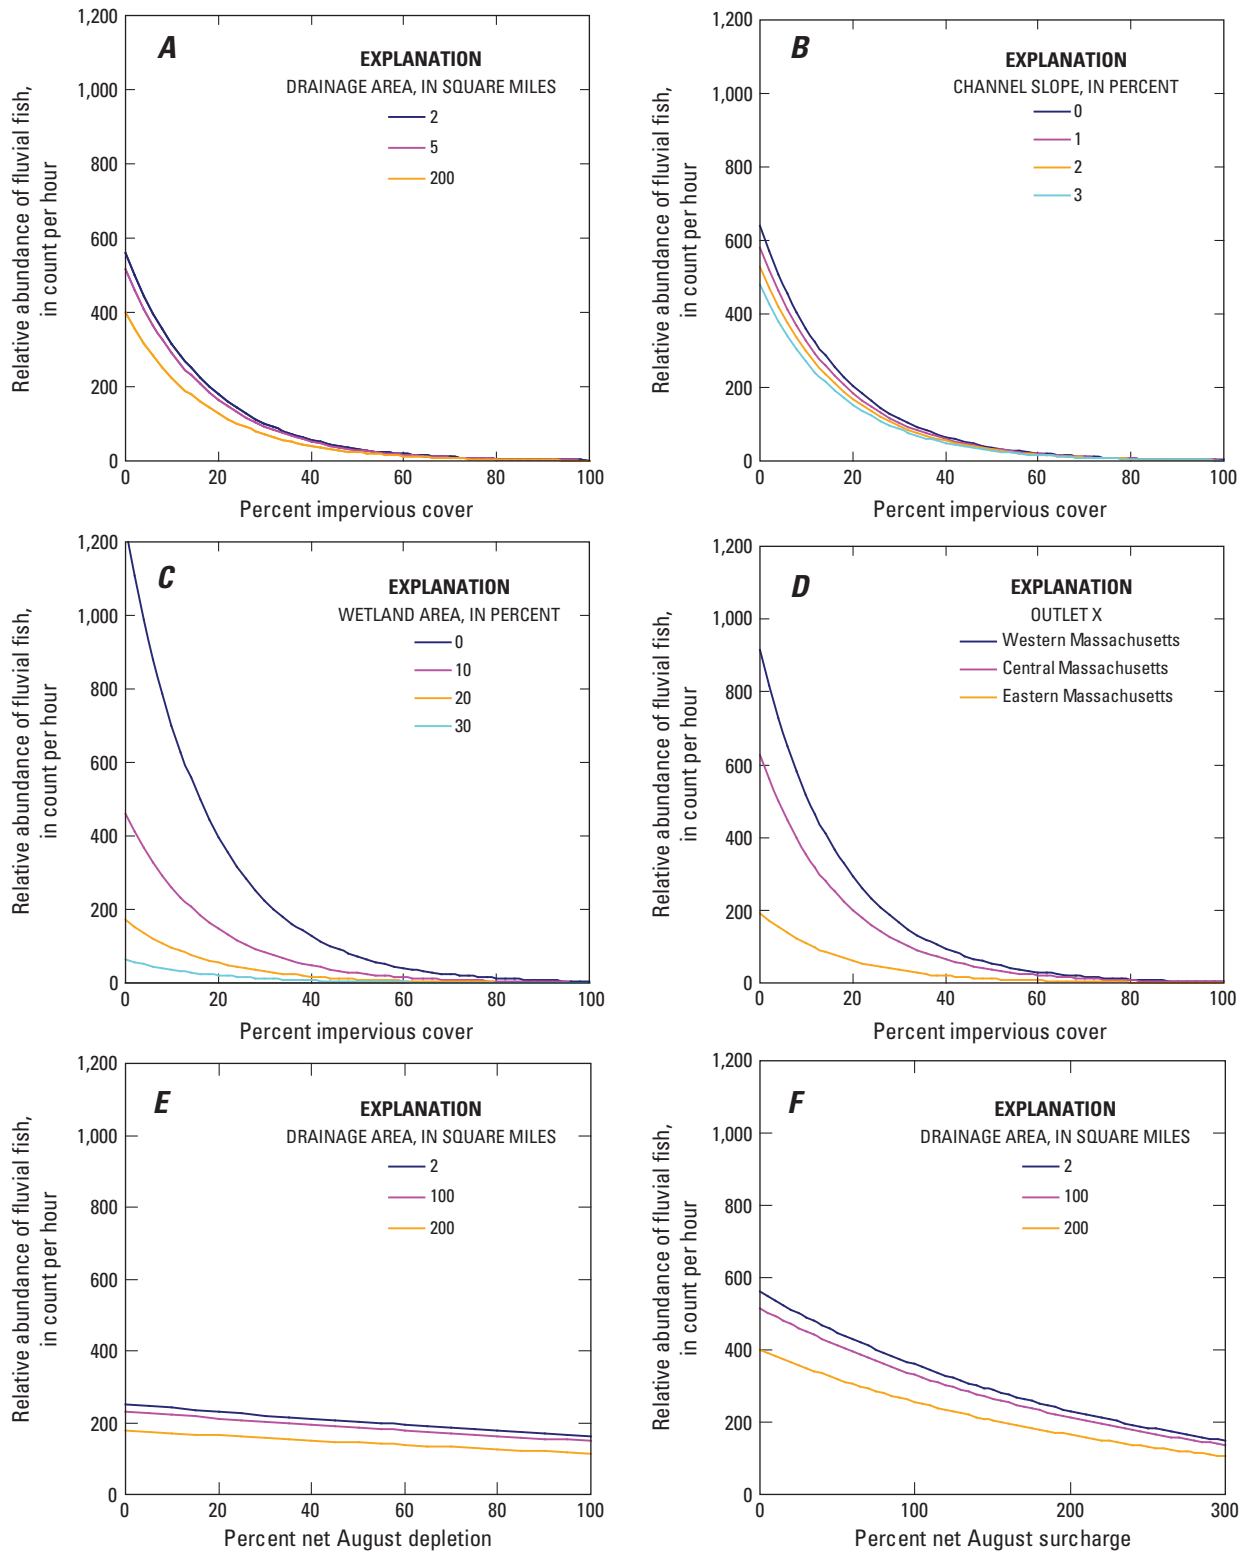 A
EXPLANATION
DRAINAGE AREA, IN SQUARE MILES
2
5
200
Relative abundance of fluvial fish,
in count per hour
1,200
1,000
800
600
400
200
0
0 20 40 60 80 100
Percent impervious cover
B
EXPLANATION
CHANNEL SLOPE, IN PERCENT
0
1
2
3
Relative abundance of fluvial fish,
in count per hour
1,200
1,000
800
600
400
200
0
0 20 40 60 80 100
Percent impervious cover
C
EXPLANATION
WETLAND AREA, IN PERCENT
0
10
20
30
Relative abundance of fluvial fish,
in count per hour
1,200
1,000
800
600
400
200
0
0 20 40 60 80 100
Percent impervious cover
D
EXPLANATION
OUTLET X
Western Massachusetts
Central Massachusetts
Eastern Massachusetts
Relative abundance of fluvial fish,
in count per hour
1,200
1,000
800
600
400
200
0
0 20 40 60 80 100
Percent impervious cover
E
EXPLANATION
DRAINAGE AREA, IN SQUARE MILES
2
100
200
Relative abundance of fluvial fish,
in count per hour
1,200
1,000
800
600
400
200
0
0 20 40 60 80 100
Percent net August depletion
F
EXPLANATION
DRAINAGE AREA, IN SQUARE MILES
2
100
200
Relative abundance of fluvial fish,
in count per hour
1,200
1,000
800
600
400
200
0
0 100 200 300
Percent net August surcharge